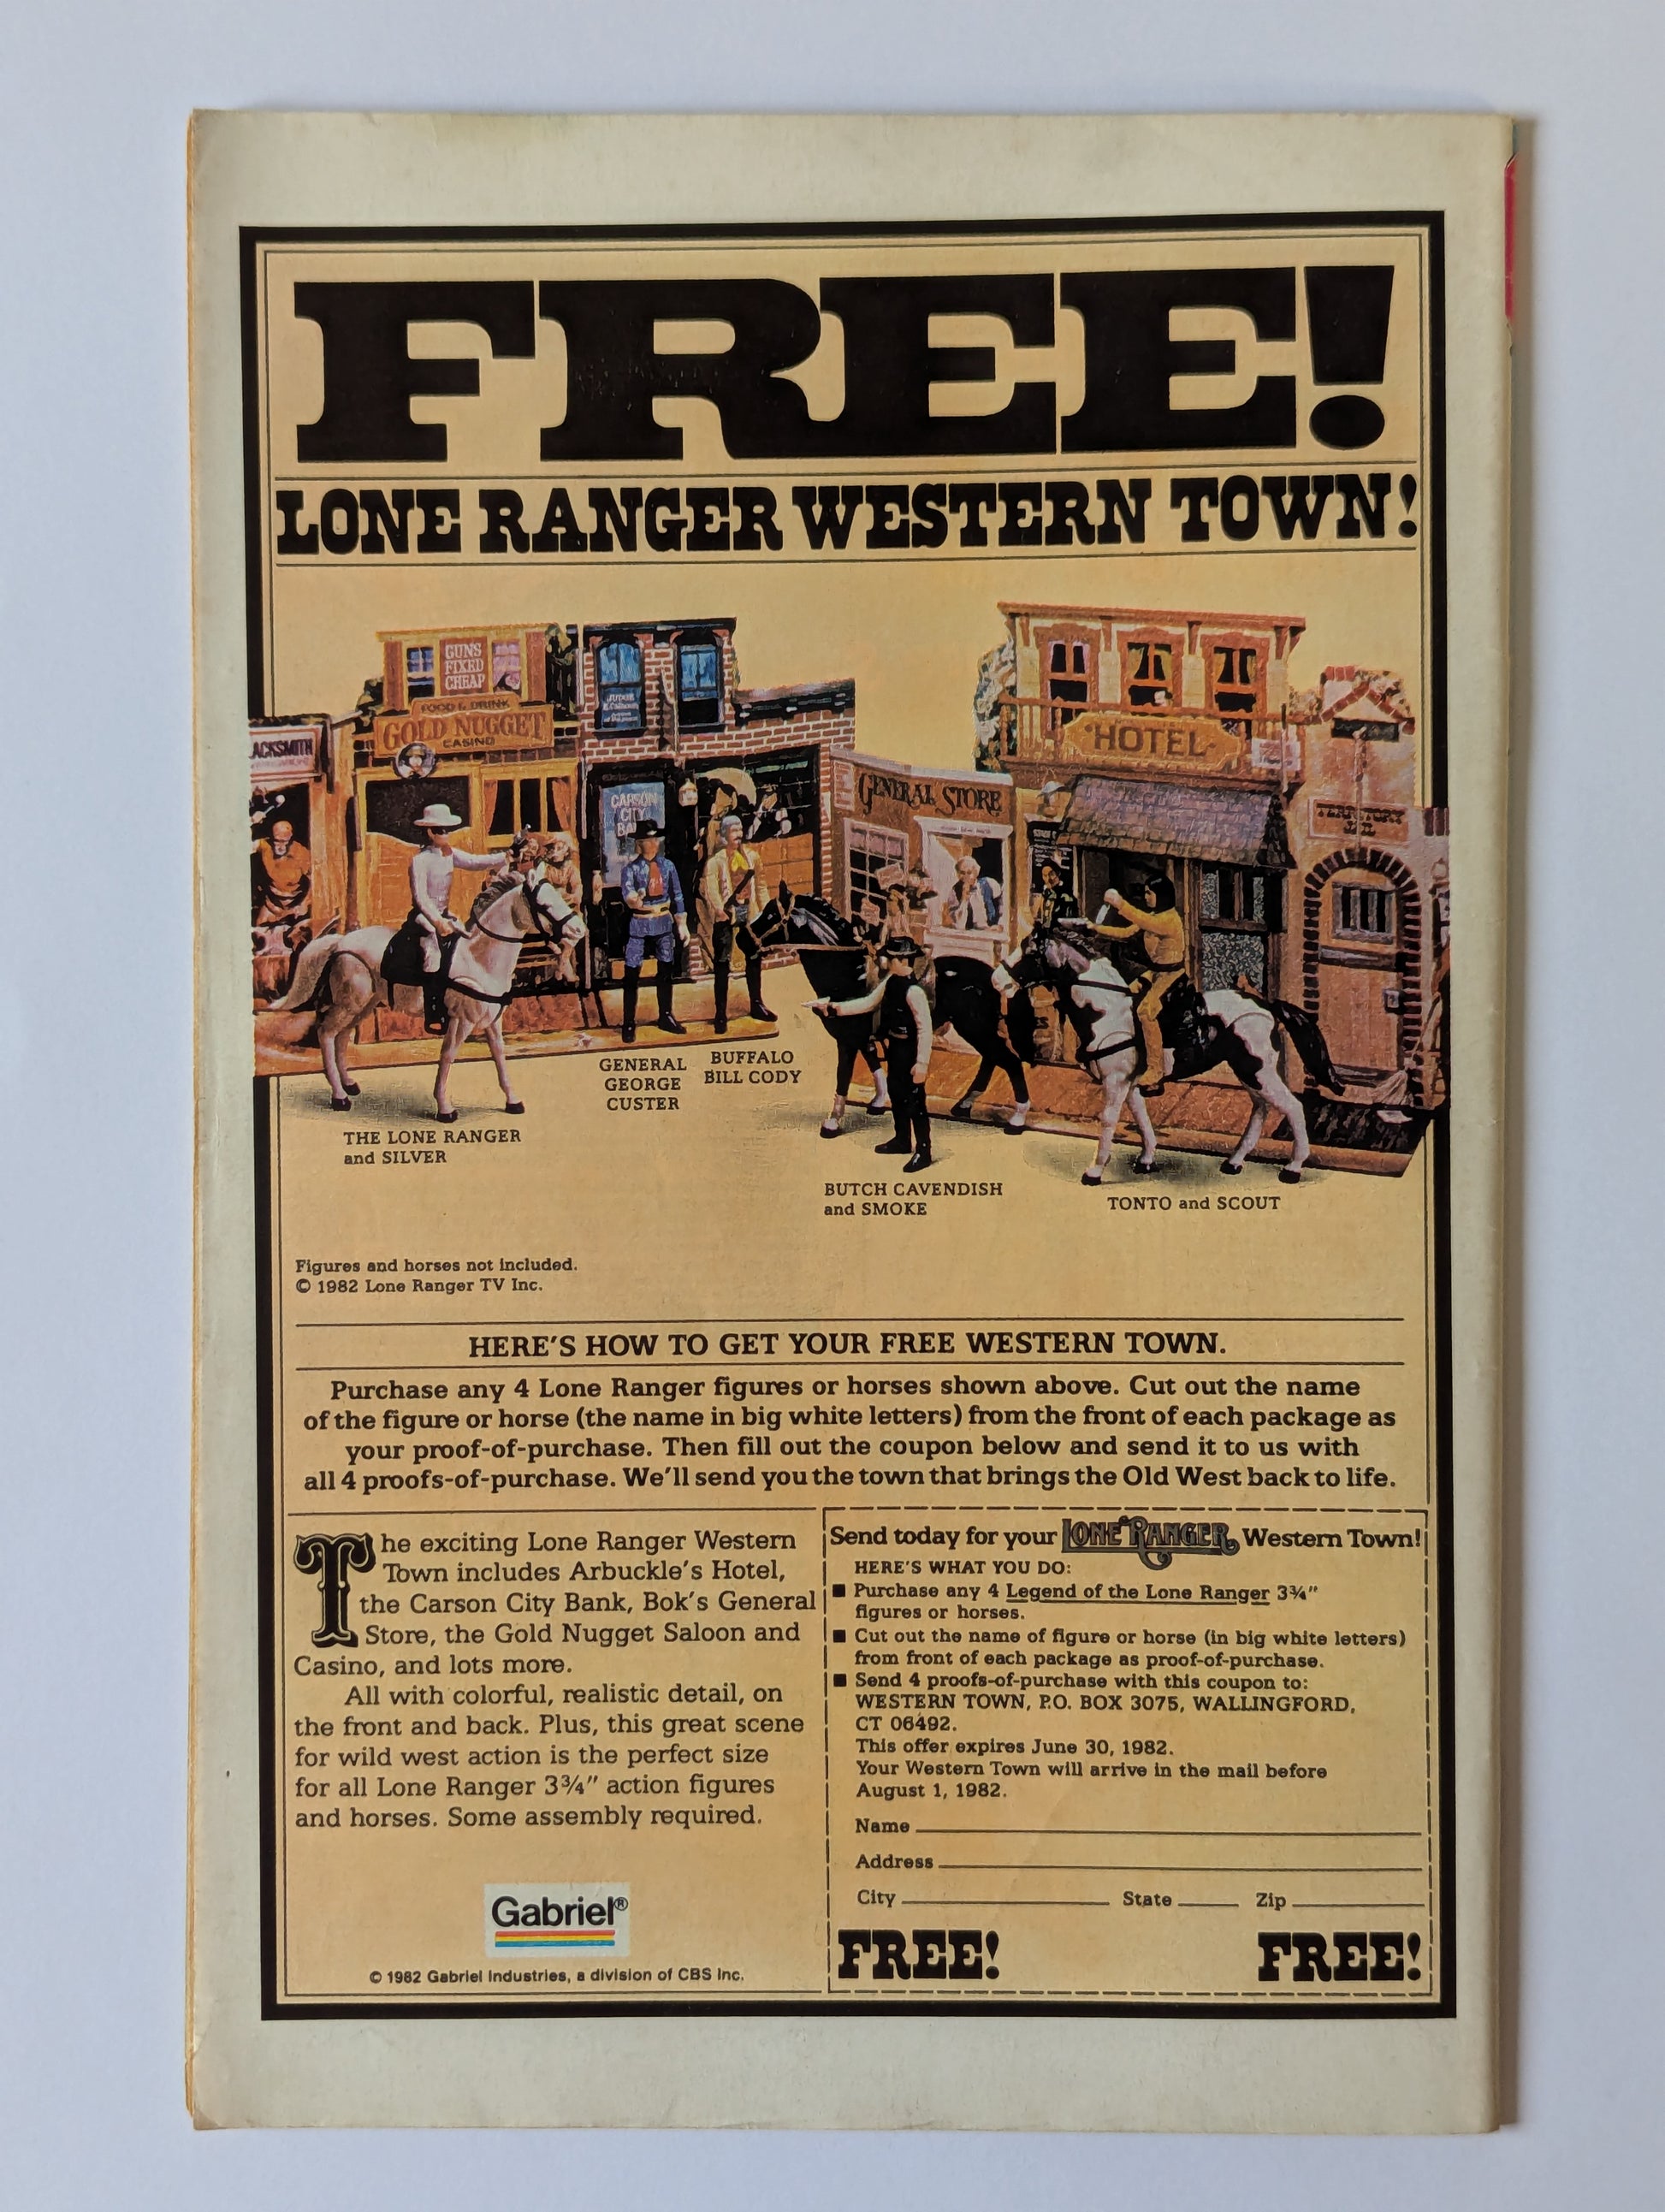 FREE!
LONE RANGER WESTERN TOWN!
GUNS
FIXED
CHEAP
FOOD & DRINK
GOLD NUGGET
CASINO
ACKSMITH
JUDGE
CARSON
CITY
BA
GENERAL STORE
HOTEL
TERRITORY
JAIL
GENERAL
GEORGE
CUSTER
BUFFALO
BILL CODY
THE LONE RANGER
and SILVER
BUTCH CAVENDISH
and SMOKE
TONTO and SCOUT
Figures and horses not included.
© 1982 Lone Ranger TV Inc.
HERE'S HOW TO GET YOUR FREE WESTERN TOWN.
Purchase any 4 Lone Ranger figures or horses shown above. Cut out the name
of the figure or horse (the name in big white letters) from the front of each package as
your proof-of-purchase. Then fill out the coupon below and send it to us with
all 4 proofs-of-purchase. We'll send you the town that brings the Old West back to life.
The exciting Lone Ranger Western
Town includes Arbuckle's Hotel,
the Carson City Bank, Bok's General
Store, the Gold Nugget Saloon and
Casino, and lots more.
All with colorful, realistic detail, on
the front and back. Plus, this great scene
for wild west action is the perfect size
for all Lone Ranger 3¾" action figures
and horses. Some assembly required.
Gabriel®
© 1982 Gabriel Industries, a division of CBS Inc.
Send today for your LONE RANGER Western Town!
HERE'S WHAT YOU DO:
■ Purchase any 4 Legend of the Lone Ranger 3¾"
figures or horses.
■ Cut out the name of figure or horse (in big white letters)
from front of each package as proof-of-purchase.
■ Send 4 proofs-of-purchase with this coupon to:
WESTERN TOWN, P.O. BOX 3075, WALLINGFORD,
CT 06492.
This offer expires June 30, 1982.
Your Western Town will arrive in the mail before
August 1, 1982.
Name
Address
City State Zip
FREE! FREE!